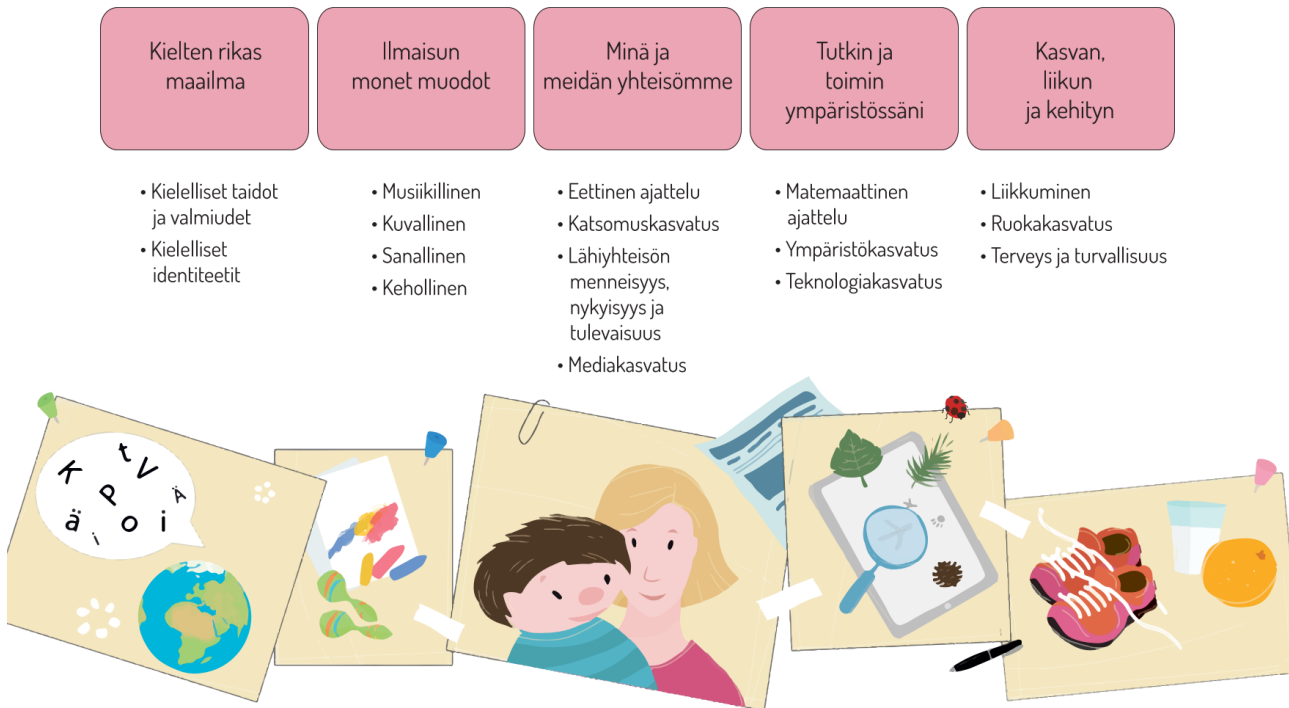 Kielten rikas
maailma
Ilmaisun
monet muodot
Minä ja
meidän yhteisömme
Tutkin ja
toimin
ympäristössäni
Kasvan,
liikun
ja kehityn
• Kielelliset taidot
ja valmiudet
• Kielelliset
identiteetit
• Musiikillinen
• Kuvallinen
• Sanallinen
• Kehollinen
• Eettinen ajattelu
• Katsomuskasvatus
• Lähiyhteisön
menneisyys,
nykyisyys ja
tulevaisuus
• Mediakasvatus
• Matemaattinen
ajattelu
• Ympäristökasvatus
• Teknologiakasvatus
• Liikkuminen
• Ruokakasvatus
• Terveys ja turvallisuus
K t V
P Ä
ä i o i